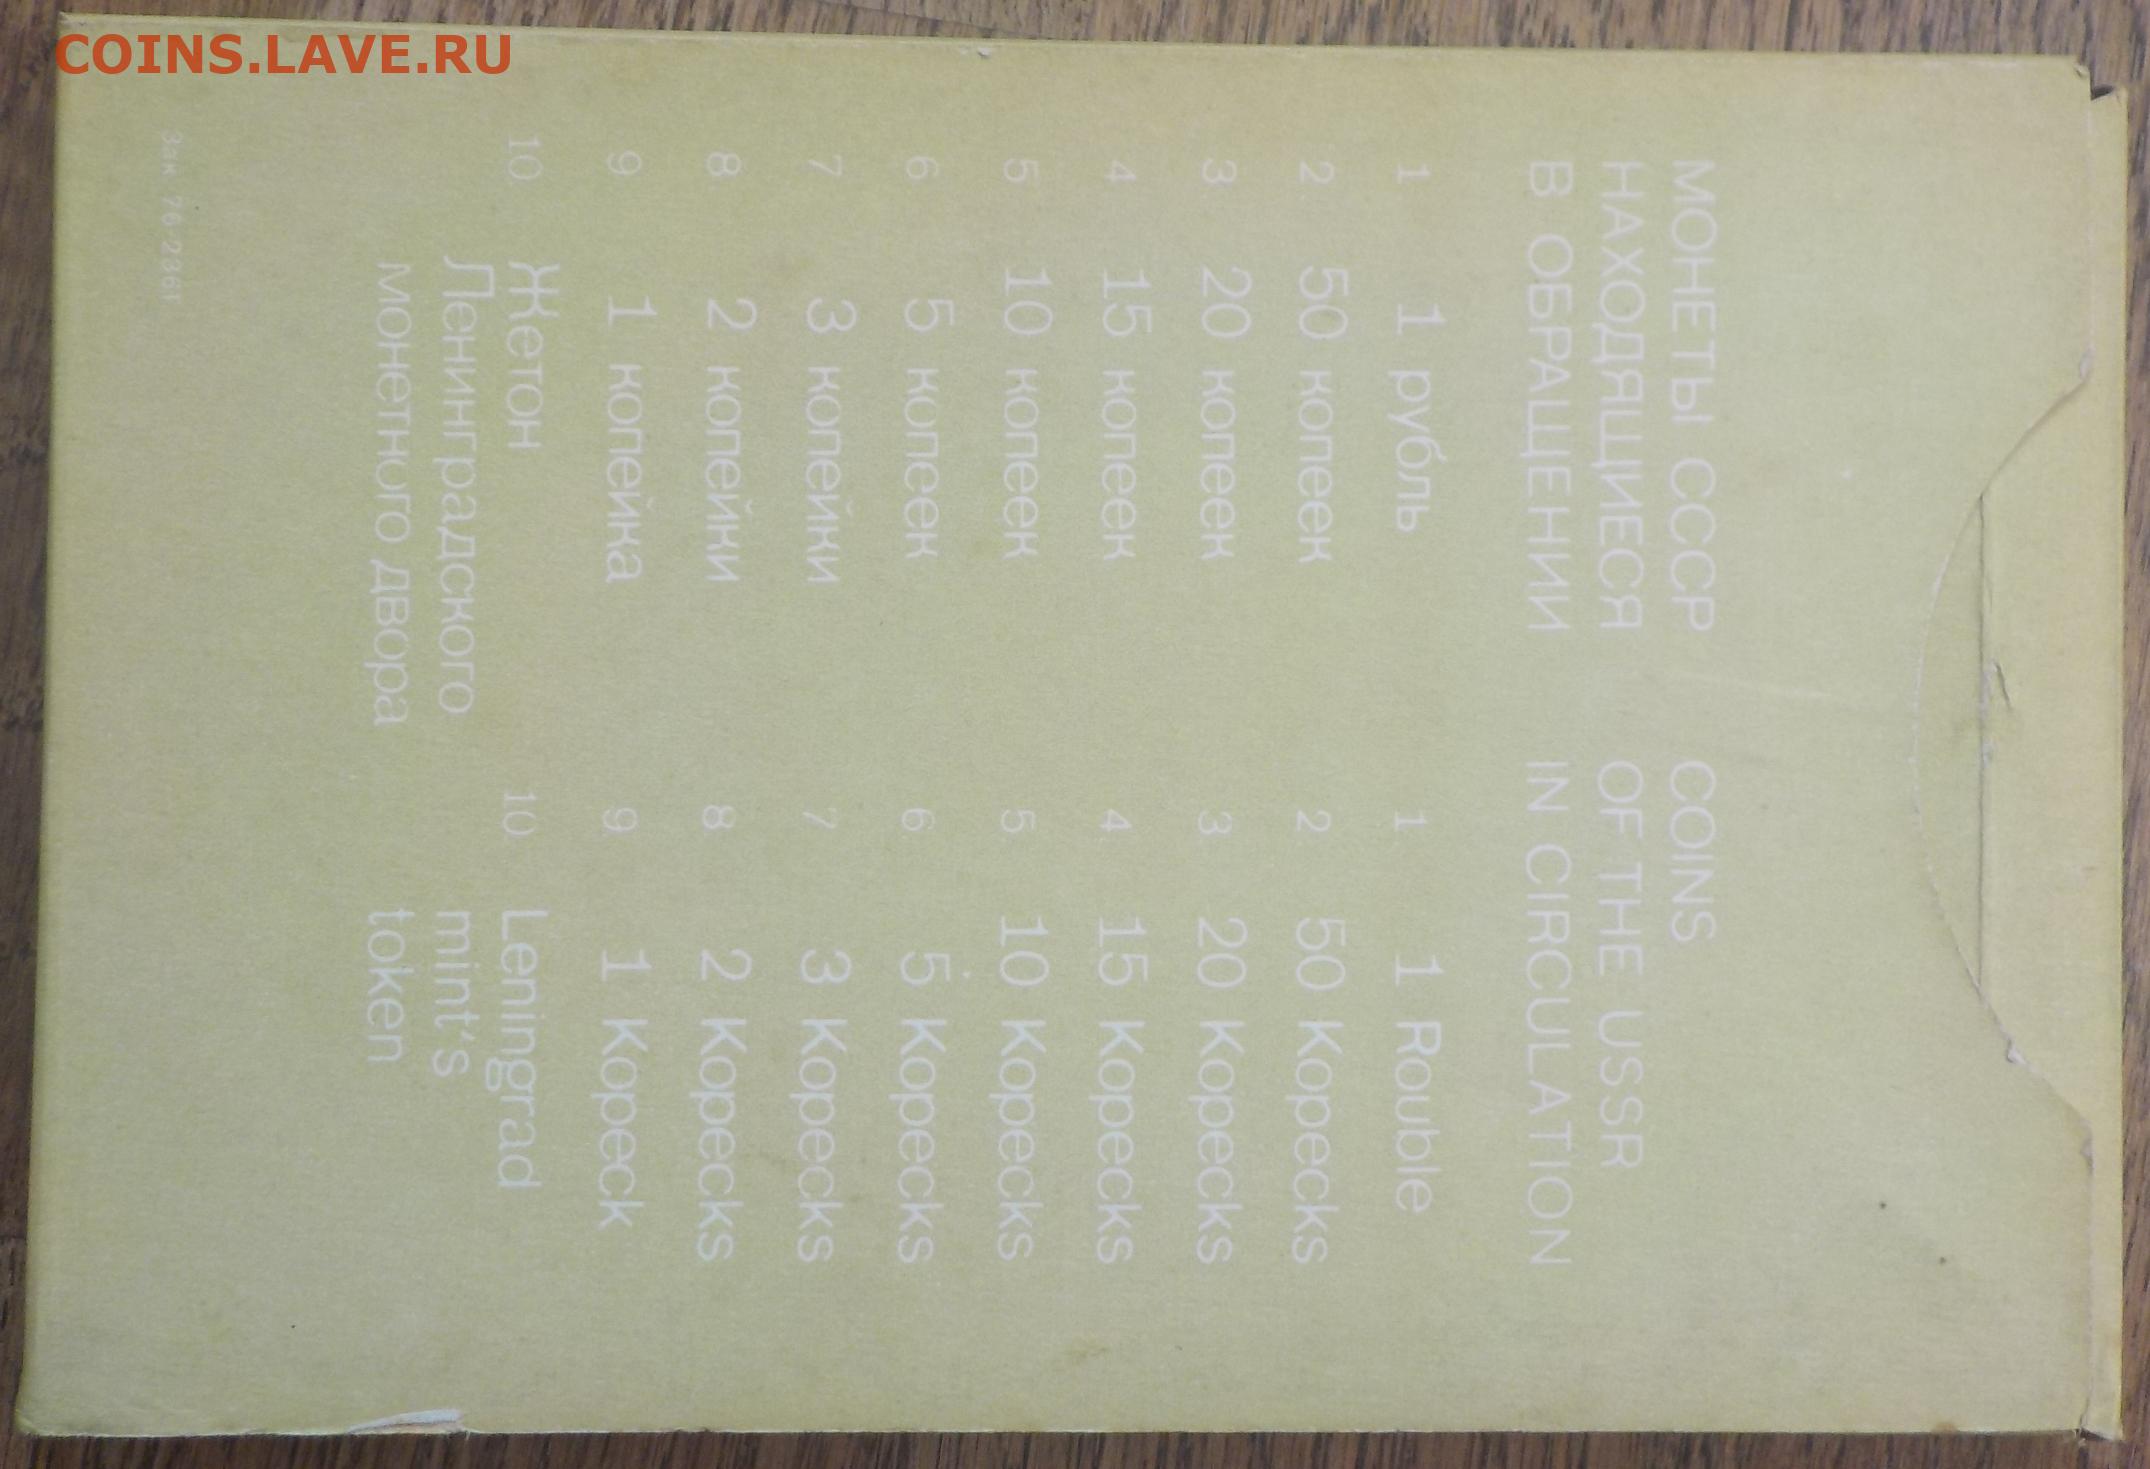 COINS.LAVE.RU
МОНЕТЫ СССР
НАХОДЯЩИЕСЯ
В ОБРАЩЕНИИ
1 1 рубль
2 50 копеек
3 20 копеек
4 15 копеек
5 10 копеек
6 5 копеек
7 3 копейки
8 2 копейки
9 1 копейка
10 Жетон
Ленинградского
монетного двора
COINS
OF THE USSR
IN CIRCULATION
1 1 Rouble
2 50 Kopecks
3 20 Kopecks
4 15 Kopecks
5 10 Kopecks
6 5 Kopecks
7 3 Kopecks
8 2 Kopecks
9 1 Kopeck
10 Leningrad
mint's
token
Зак. 76-2361